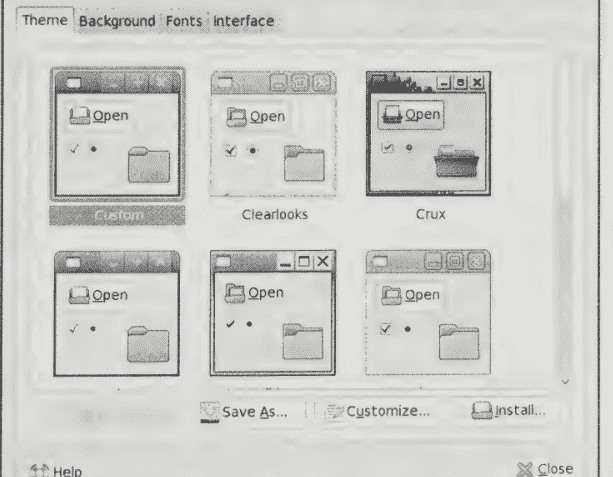 Theme Background Fonts Interface
Open Open Open
Custom Clearlooks Crux
Open Open Open
Save As... Customize... Install...
Help Close